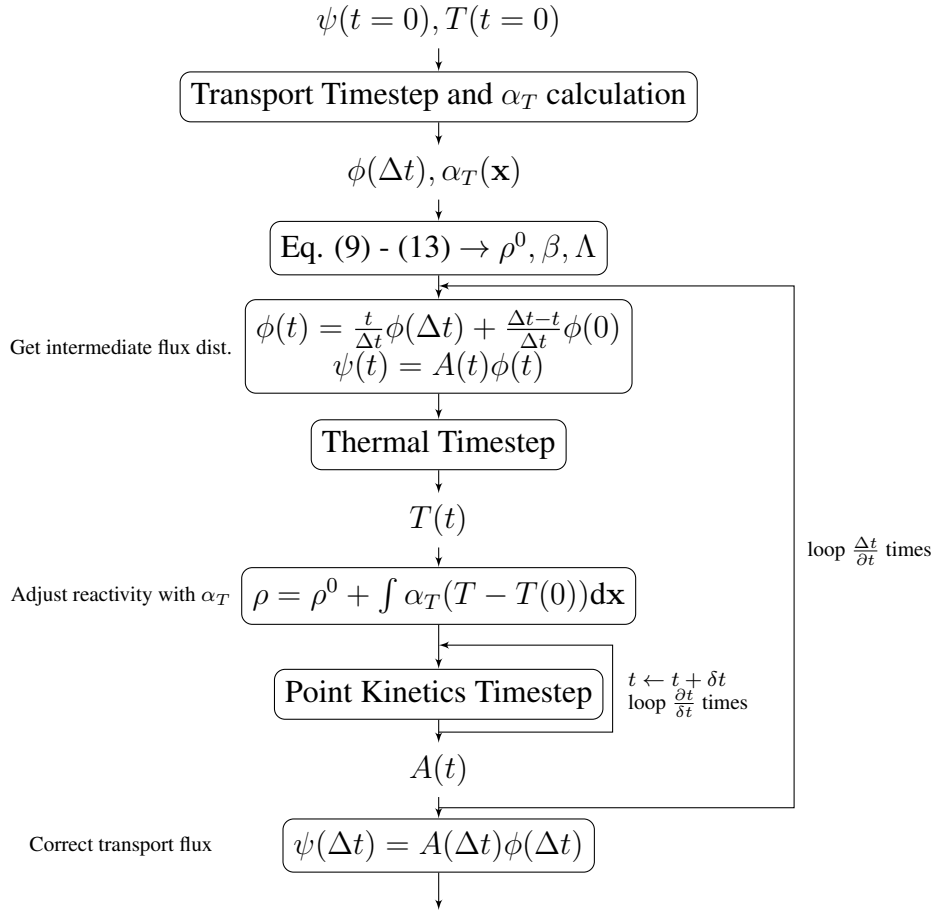 ψ(t = 0), T(t = 0)
Transport Timestep and α_T calculation
ϕ(Δt), α_T(x)
Eq. (9) - (13) → ρ⁰, β, Λ
Get intermediate flux dist.
ϕ(t) = t/Δt ϕ(Δt) + (Δt−t)/Δt ϕ(0)
ψ(t) = A(t)ϕ(t)
Thermal Timestep
T(t)
loop Δt/∂t times
Adjust reactivity with α_T
ρ = ρ⁰ + ∫ α_T(T − T(0))dx
Point Kinetics Timestep
t ← t + δt
loop ∂t/δt times
A(t)
Correct transport flux
ψ(Δt) = A(Δt)ϕ(Δt)